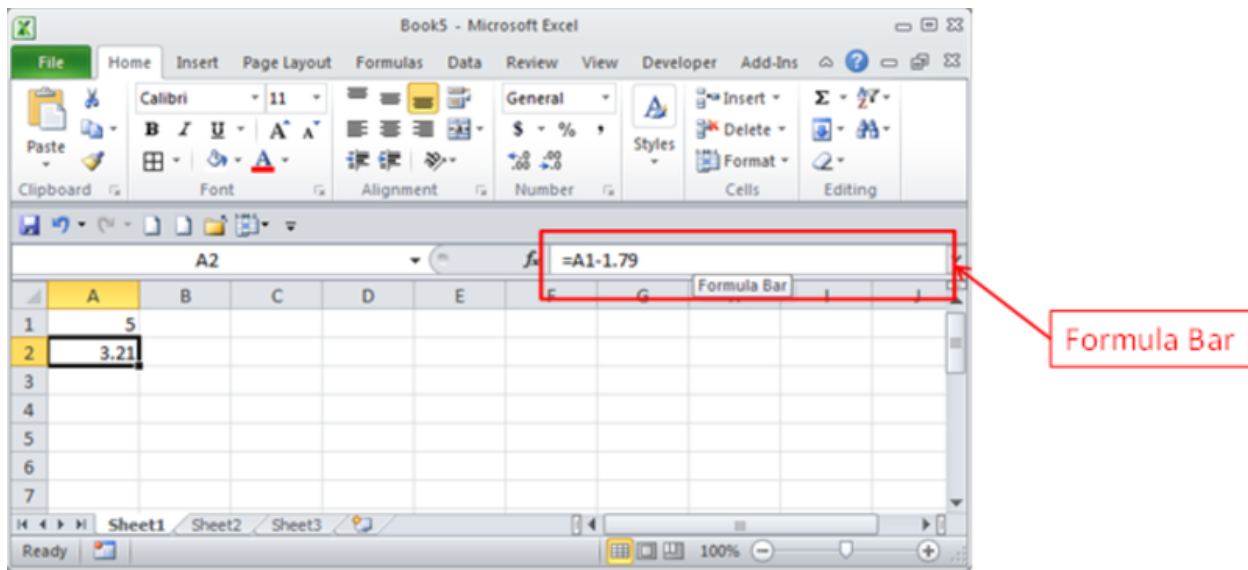 Book5 - Microsoft Excel
File Home Insert Page Layout Formulas Data Review View Developer Add-Ins
Calibri 11 General Insert
B I U A A $ % , Styles Delete
Paste A .00 .0 Format
Clipboard Font Alignment Number Cells Editing
A2 fx =A1-1.79
Formula Bar
A B C D E F G H I J
1 5
2 3.21
3
4
5
6
7
Sheet1 Sheet2 Sheet3
Ready 100%
Formula Bar